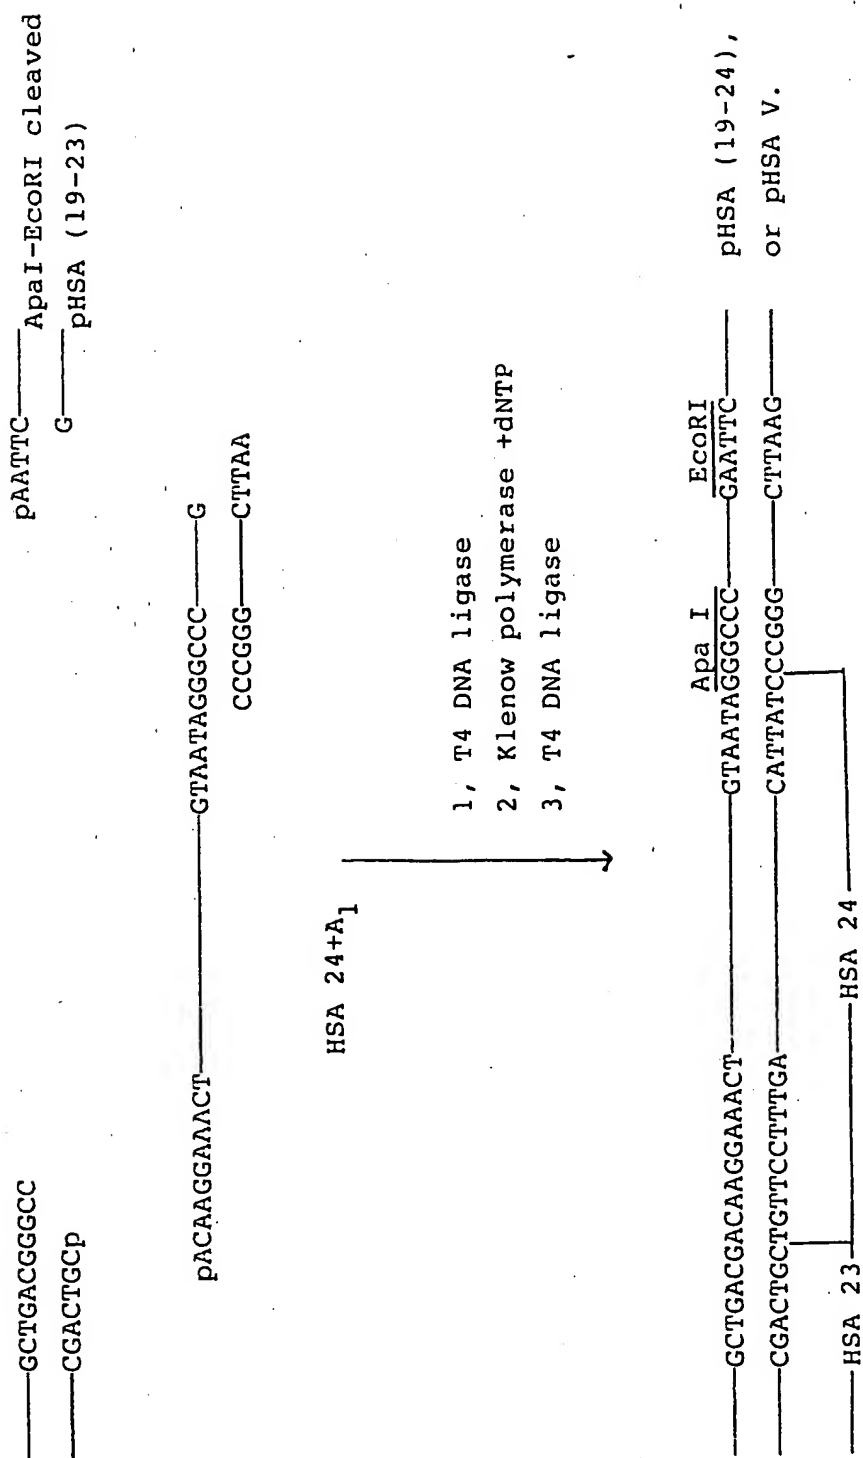 GCTGACGGGCC pAATTC ApaI-EcoRI cleaved
CGACTGCp G pHSA (19-23)
pACAAGGAAACT GTAATAGGGCCC G
CCCGGG CTTAA
HSA 24+A1
1, T4 DNA ligase
2, Klenow polymerase +dNTP
3, T4 DNA ligase
Apa I EcoRI
GCTGACGACAAGGAAACT GTAATAGGGCCC GAATTC pHSA (19-24),
CGACTGCTGTTCCTTTGA CATTATCCCGGG CTTAAG or pHSA V.
HSA 23 HSA 24